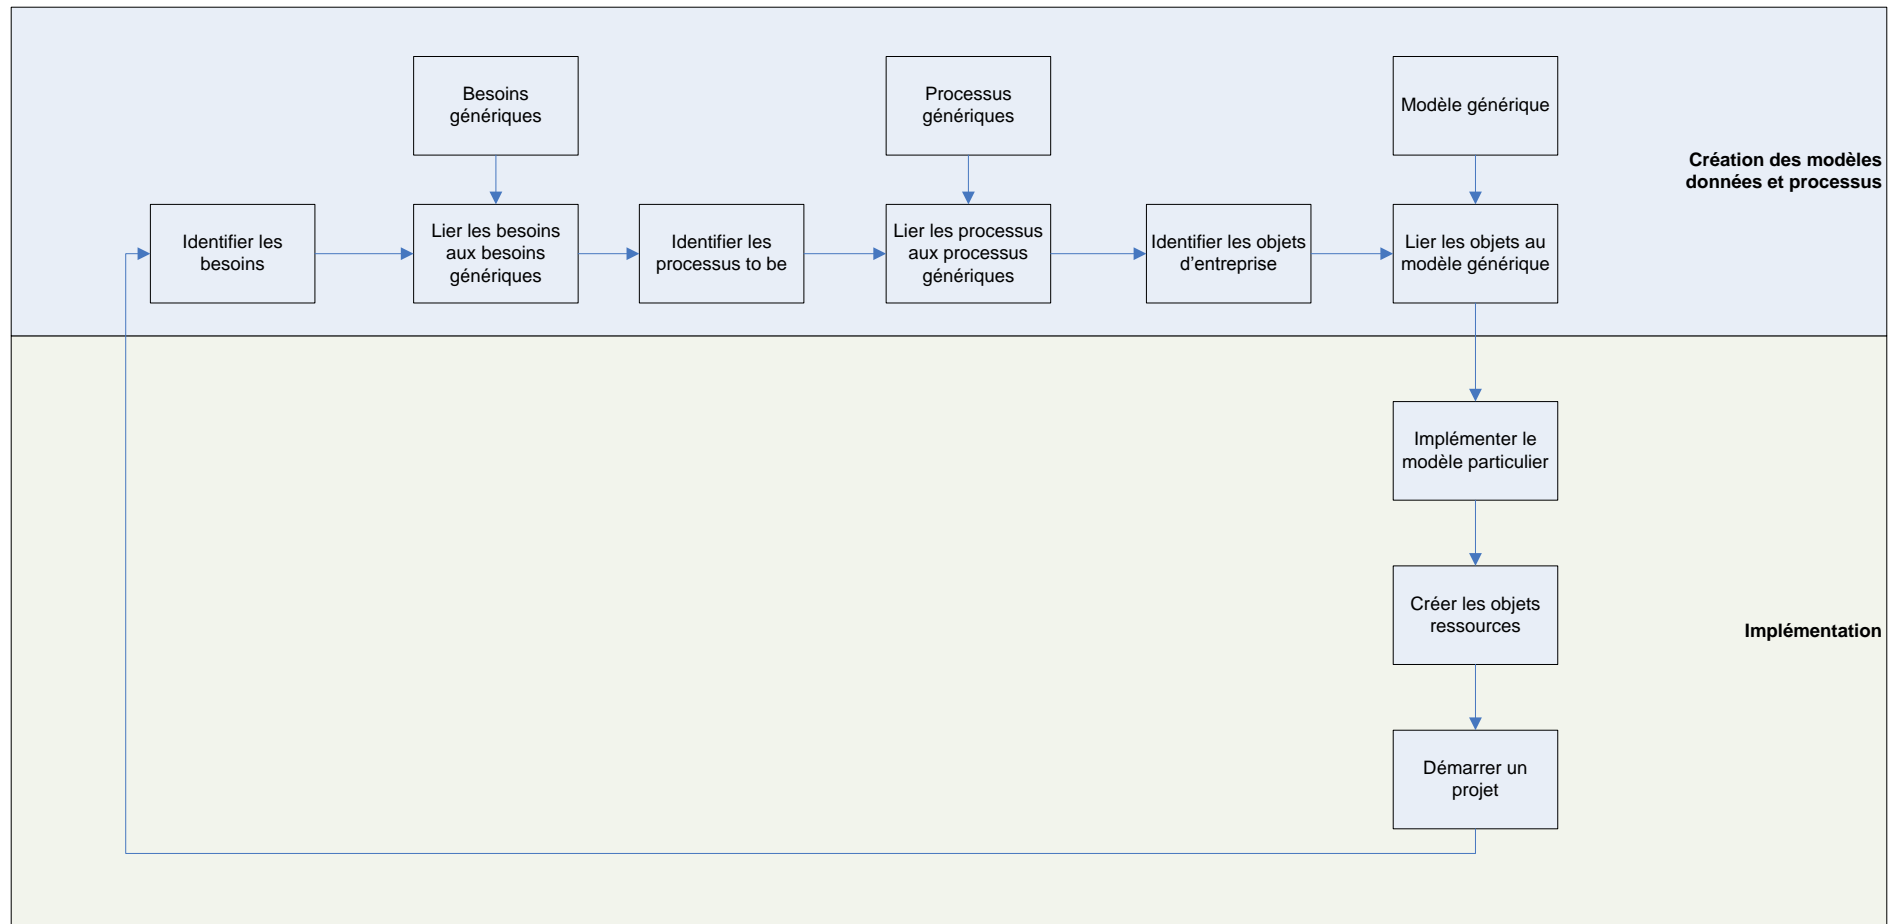 Besoins
génériques
Processus
génériques
Modèle générique
Création des modèles
données et processus
Identifier les
besoins
Lier les besoins
aux besoins
génériques
Identifier les
processus to be
Lier les processus
aux processus
génériques
Identifier les objets
d’entreprise
Lier les objets au
modèle générique
Implémenter le
modèle particulier
Créer les objets
ressources
Implémentation
Démarrer un
projet